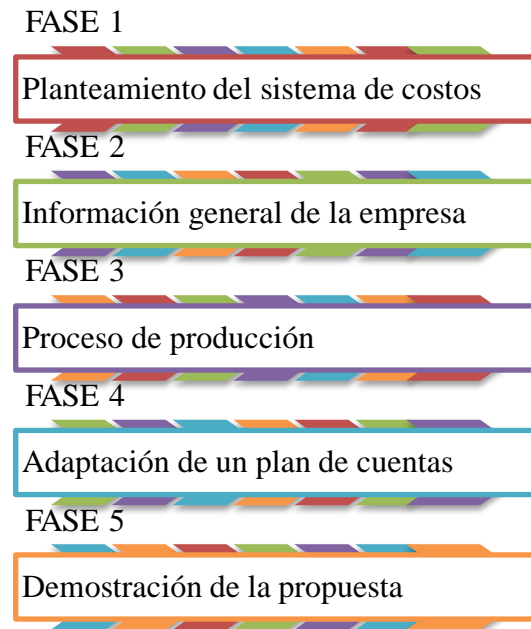 FASE 1
Planteamiento del sistema de costos
FASE 2
Información general de la empresa
FASE 3
Proceso de producción
FASE 4
Adaptación de un plan de cuentas
FASE 5
Demostración de la propuesta